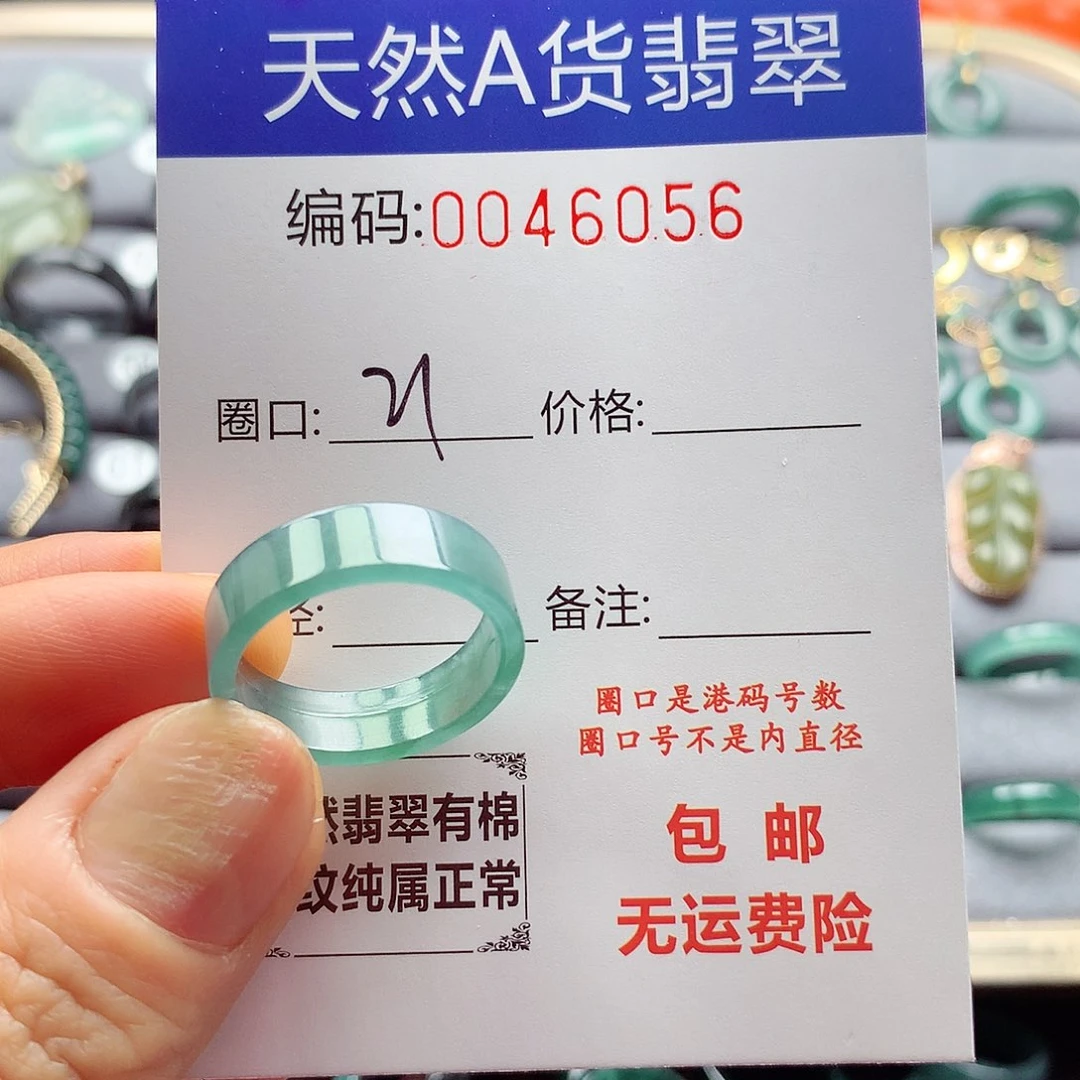 天然A货翡翠
编码:0046056
圈口: 21 价格:
径: 备注:
圈口是港码号数
圈口号不是内直径
然翡翠有棉
纹纯属正常
包 邮
无运费险